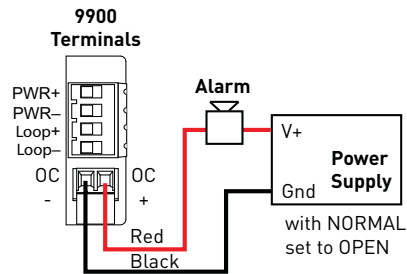 9900
Terminals
PWR+
PWR–
Loop+
Loop–
OC OC
- +
Red
Black
Alarm
V+
Power
Supply
Gnd
with NORMAL
set to OPEN